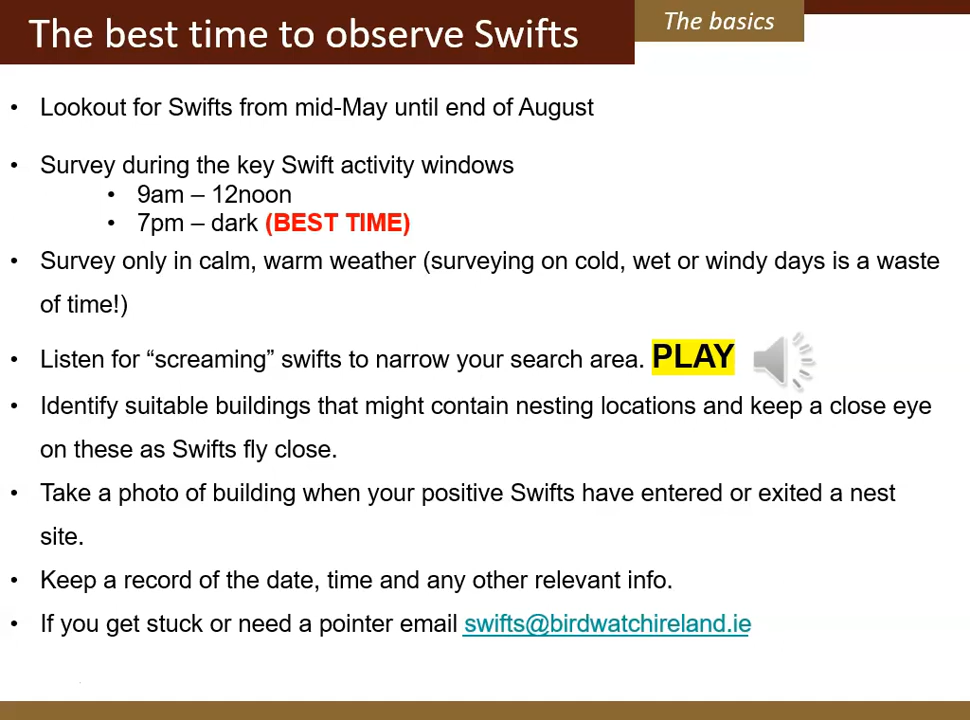 The best time to observe Swifts
The basics
• Lookout for Swifts from mid-May until end of August
• Survey during the key Swift activity windows
• 9am – 12noon
• 7pm – dark (BEST TIME)
• Survey only in calm, warm weather (surveying on cold, wet or windy days is a waste
of time!)
• Listen for “screaming” swifts to narrow your search area. PLAY
• Identify suitable buildings that might contain nesting locations and keep a close eye
on these as Swifts fly close.
• Take a photo of building when your positive Swifts have entered or exited a nest
site.
• Keep a record of the date, time and any other relevant info.
• If you get stuck or need a pointer email swifts@birdwatchireland.ie